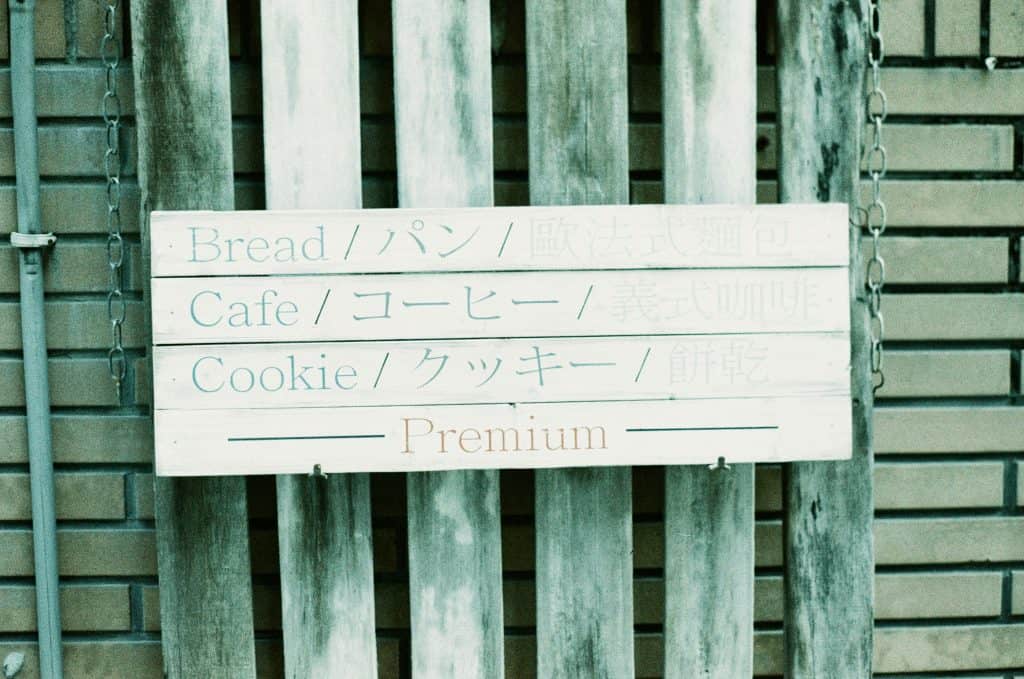 Bread / パン / 歐法式麵包
Cafe / コーヒー / 義式咖啡
Cookie / クッキー / 餅乾
Premium